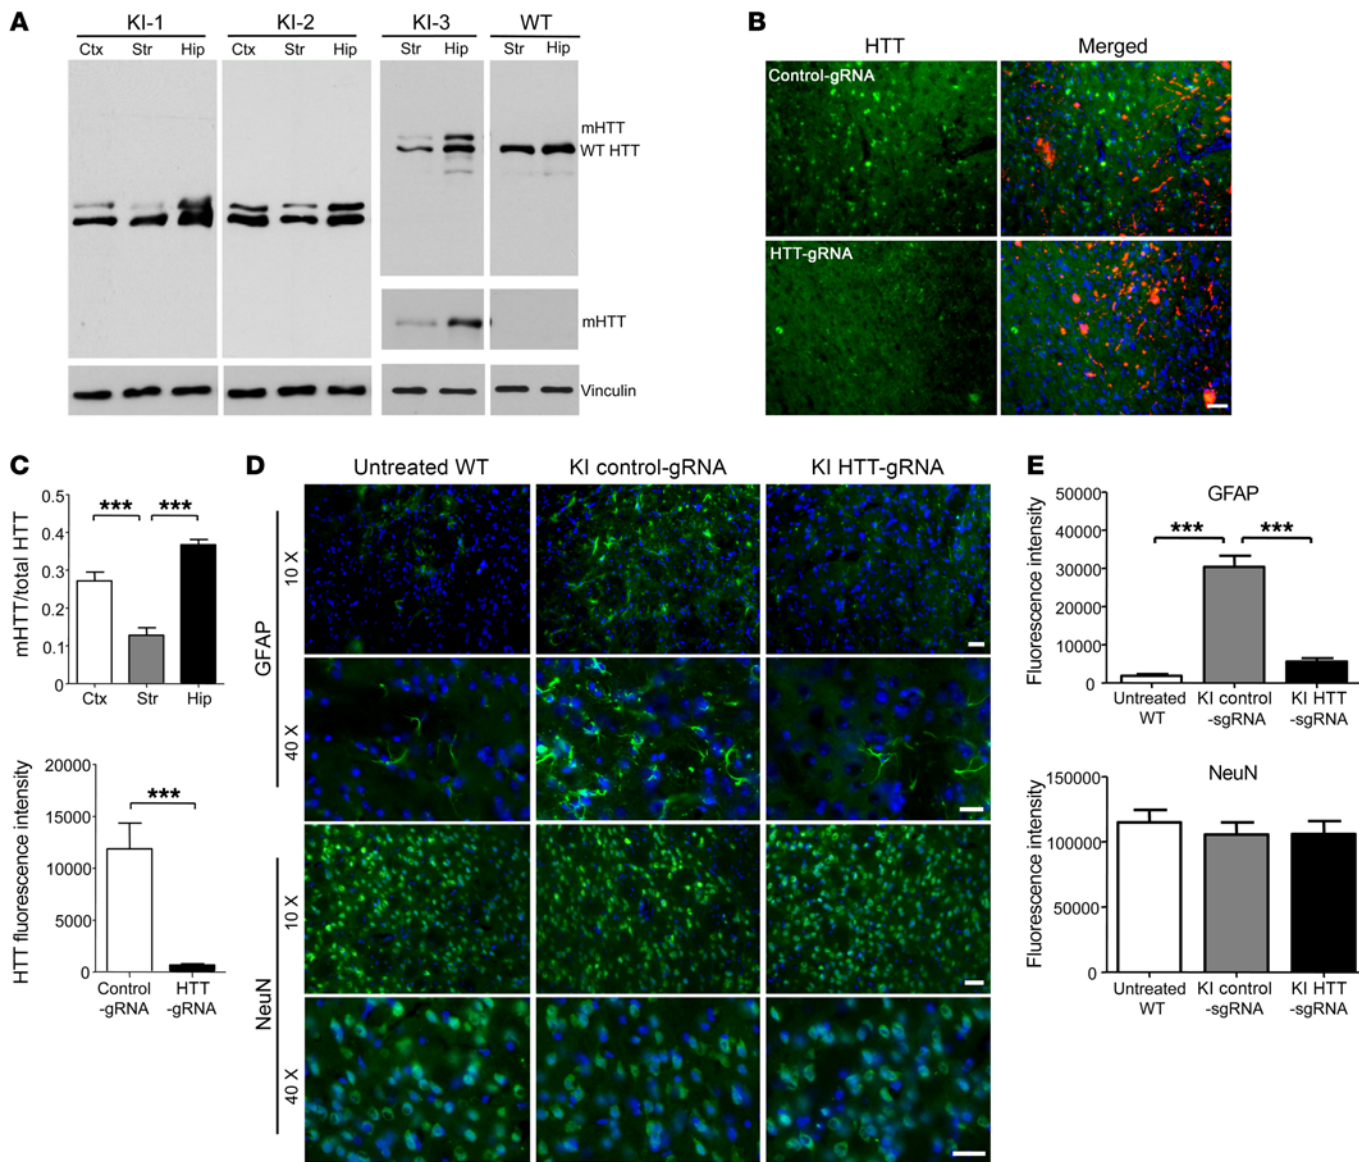 A
KI-1 KI-2 KI-3 WT
Ctx Str Hip Ctx Str Hip Str Hip Str Hip
mHTT
WT HTT
mHTT
Vinculin
B
HTT Merged
Control-gRNA
HTT-gRNA
C
mHTT/total HTT
0.5
0.4
0.3
0.2
0.1
0
*** ***
Ctx Str Hip
HTT fluorescence intensity
20000
15000
10000
5000
0
***
Control
-gRNA
HTT
-gRNA
D
Untreated WT KI control-gRNA KI HTT-gRNA
GFAP
10 X
40 X
NeuN
10 X
40 X
E
GFAP
Fluorescence intensity
50000
40000
30000
20000
10000
0
*** ***
Untreated
WT
KI control
-sgRNA
KI HTT
-sgRNA
NeuN
Fluorescence intensity
150000
100000
50000
0
Untreated
WT
KI control
-sgRNA
KI HTT
-sgRNA